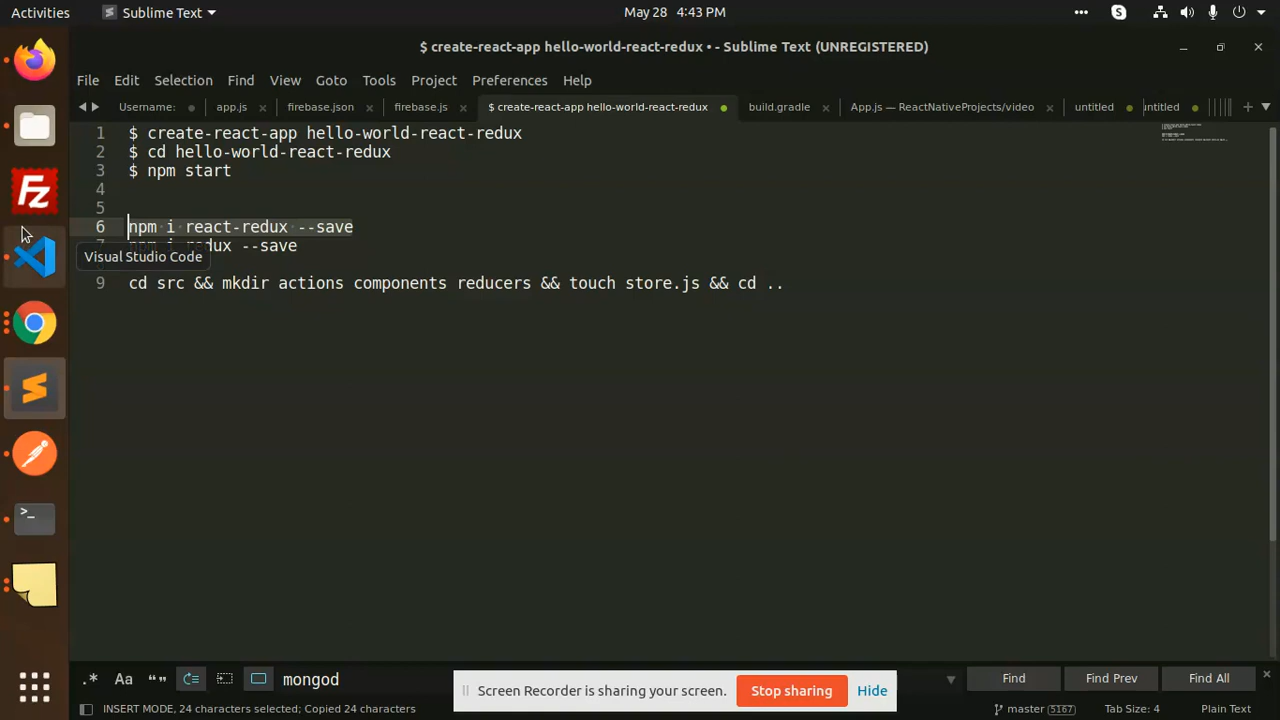 Activities
Sublime Text
May 28 4:43 PM
$ create-react-app hello-world-react-redux • - Sublime Text (UNREGISTERED)
File Edit Selection Find View Goto Tools Project Preferences Help
Username: app.js firebase.json firebase.js $ create-react-app hello-world-react-redux build.gradle App.js — ReactNativeProjects/video untitled untitled
1 $ create-react-app hello-world-react-redux
2 $ cd hello-world-react-redux
3 $ npm start
4
5
6 npm i react-redux --save
7 npm i redux --save
Visual Studio Code
9 cd src && mkdir actions components reducers && touch store.js && cd ..
.* Aa “” mongod Find Find Prev Find All
Screen Recorder is sharing your screen. Stop sharing Hide
INSERT MODE, 24 characters selected; Copied 24 characters master 5167 Tab Size: 4 Plain Text